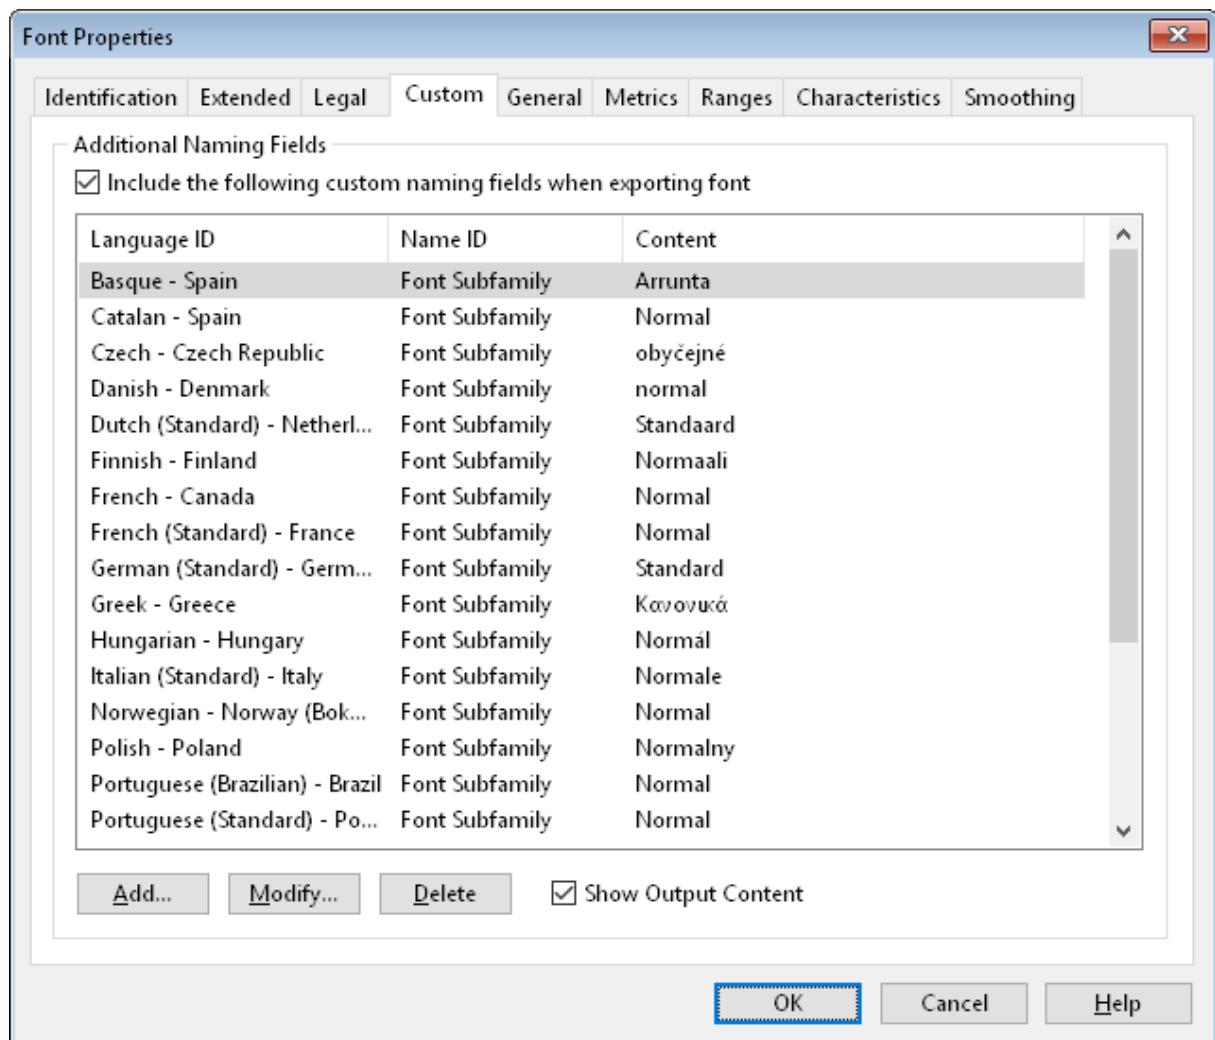 Font Properties
Identification Extended Legal Custom General Metrics Ranges Characteristics Smoothing
Additional Naming Fields
Include the following custom naming fields when exporting font
Language ID Name ID Content
Basque - Spain Font Subfamily Arrunta
Catalan - Spain Font Subfamily Normal
Czech - Czech Republic Font Subfamily obyčejné
Danish - Denmark Font Subfamily normal
Dutch (Standard) - Netherl... Font Subfamily Standaard
Finnish - Finland Font Subfamily Normaali
French - Canada Font Subfamily Normal
French (Standard) - France Font Subfamily Normal
German (Standard) - Germ... Font Subfamily Standard
Greek - Greece Font Subfamily Κανονικά
Hungarian - Hungary Font Subfamily Normál
Italian (Standard) - Italy Font Subfamily Normale
Norwegian - Norway (Bok... Font Subfamily Normal
Polish - Poland Font Subfamily Normalny
Portuguese (Brazilian) - Brazil Font Subfamily Normal
Portuguese (Standard) - Po... Font Subfamily Normal
Add... Modify... Delete Show Output Content
OK Cancel Help